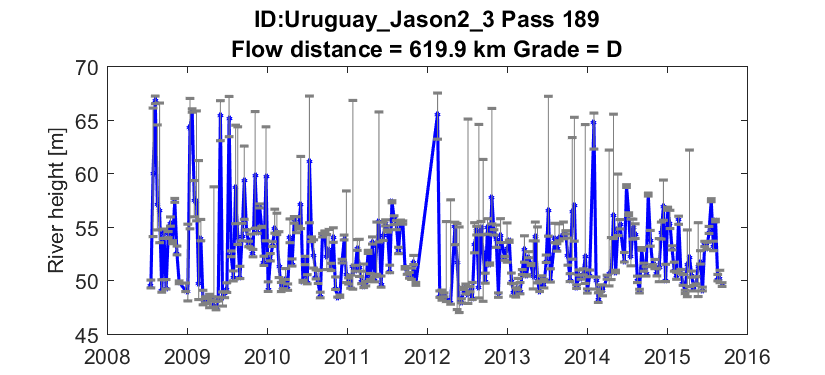 ID:Uruguay_Jason2_3 Pass 189
Flow distance = 619.9 km Grade = D
70
65
60
55
50
45
River height [m]
2008 2009 2010 2011 2012 2013 2014 2015 2016